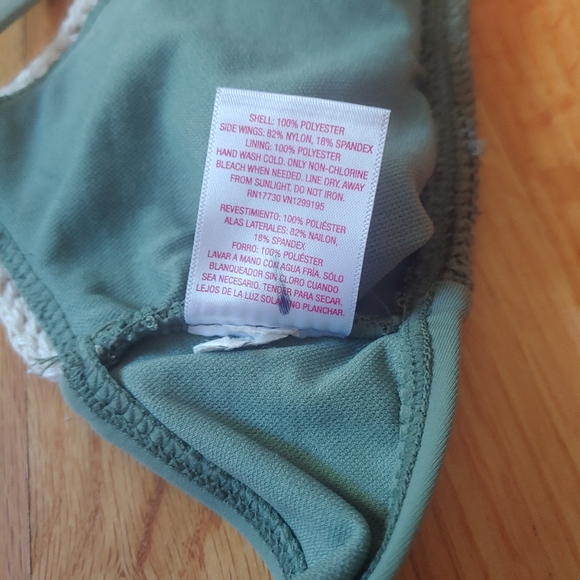 SHELL: 100% POLYESTER
SIDE WINGS: 82% NYLON, 18% SPANDEX
LINING: 100% POLYESTER
HAND WASH COLD. ONLY NON-CHLORINE
BLEACH WHEN NEEDED. LINE DRY. AWAY
FROM SUNLIGHT. DO NOT IRON.
RN17730 VN1299195
REVESTIMIENTO: 100% POLIÉSTER
ALAS LATERALES: 82% NAILON,
18% SPANDEX
FORRO: 100% POLIÉSTER
LAVAR A MANO CON AGUA FRÍA, SÓLO
BLANQUEADOR SIN CLORO CUANDO
SEA NECESARIO. TENDER PARA SECAR.
LEJOS DE LA LUZ SOLAR. NO PLANCHAR.